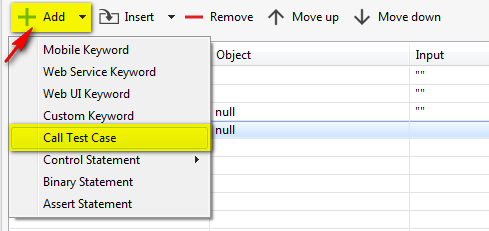 Add Insert Remove Move up Move down
Object Input
Mobile Keyword ""
Web Service Keyword ""
Web UI Keyword
Custom Keyword null ""
Call Test Case null
Control Statement
Binary Statement
Assert Statement